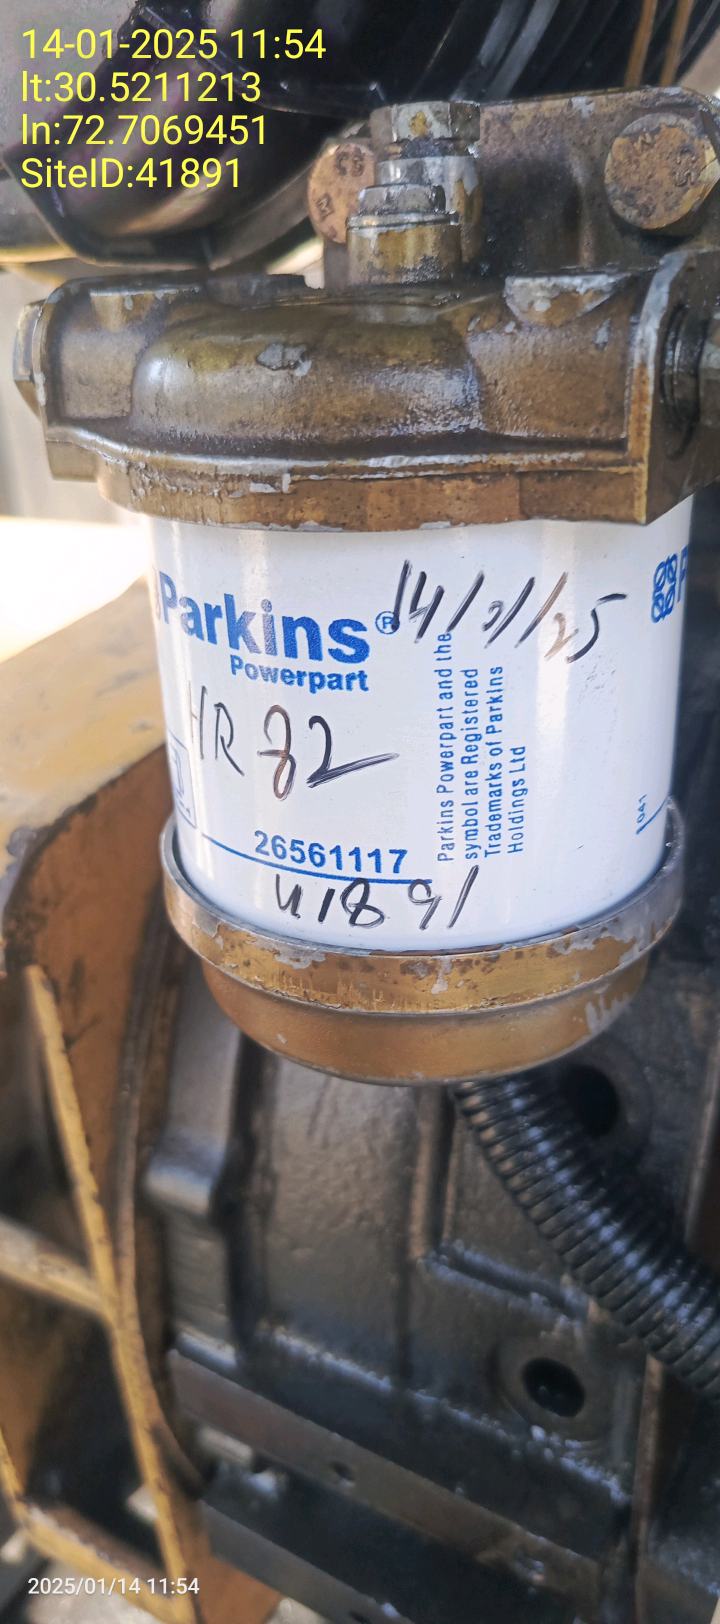 14-01-2025 11:54
lt:30.5211213
ln:72.7069451
SiteID:41891
Parkins®
Powerpart
14/01/25
HR 82
Parkins Powerpart and the
symbol are Registered
Trademarks of Parkins
Holdings Ltd
26561117
41891
2025/01/14 11:54